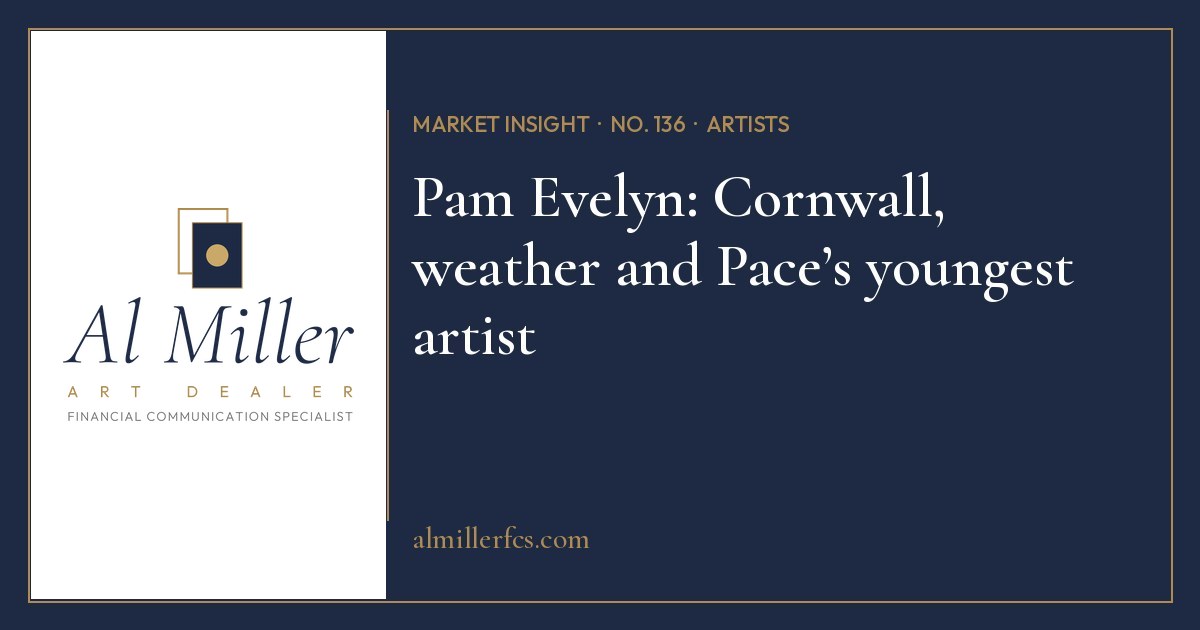 Al Miller
ART DEALER
FINANCIAL COMMUNICATION SPECIALIST
MARKET INSIGHT · NO. 136 · ARTISTS
Pam Evelyn: Cornwall,
weather and Pace’s youngest
artist
almillerfcs.com